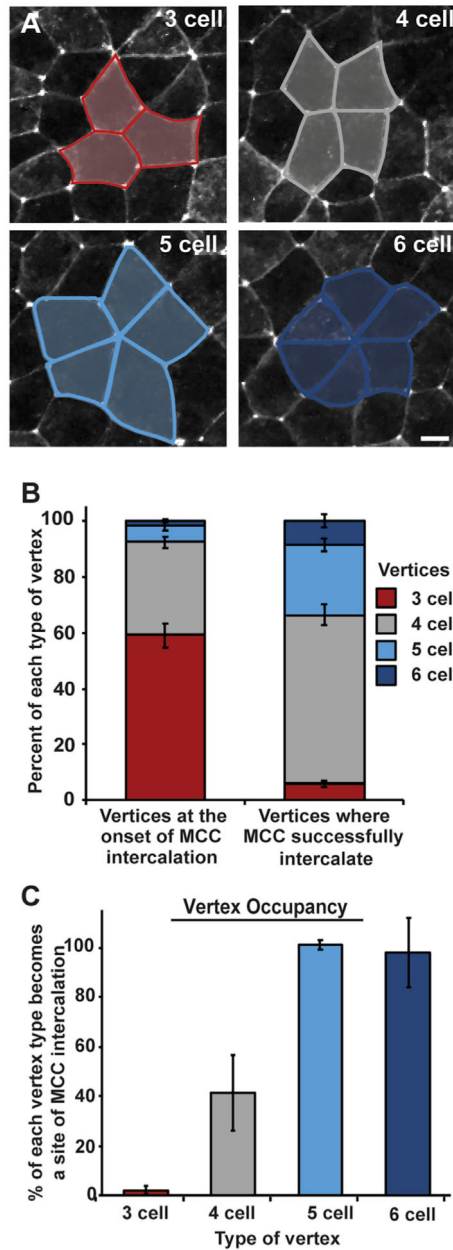 A
3 cell
4 cell
5 cell
6 cell
B
Percent of each type of vertex
100
80
60
40
20
0
Vertices
3 cel
4 cel
5 cel
6 cel
Vertices at the
onset of MCC
intercalation
Vertices where
MCC successfully
intercalate
C
Vertex Occupancy
% of each vertex type becomes
a site of MCC intercalation
100
80
60
40
20
0
3 cell
4 cell
5 cell
6 cell
Type of vertex